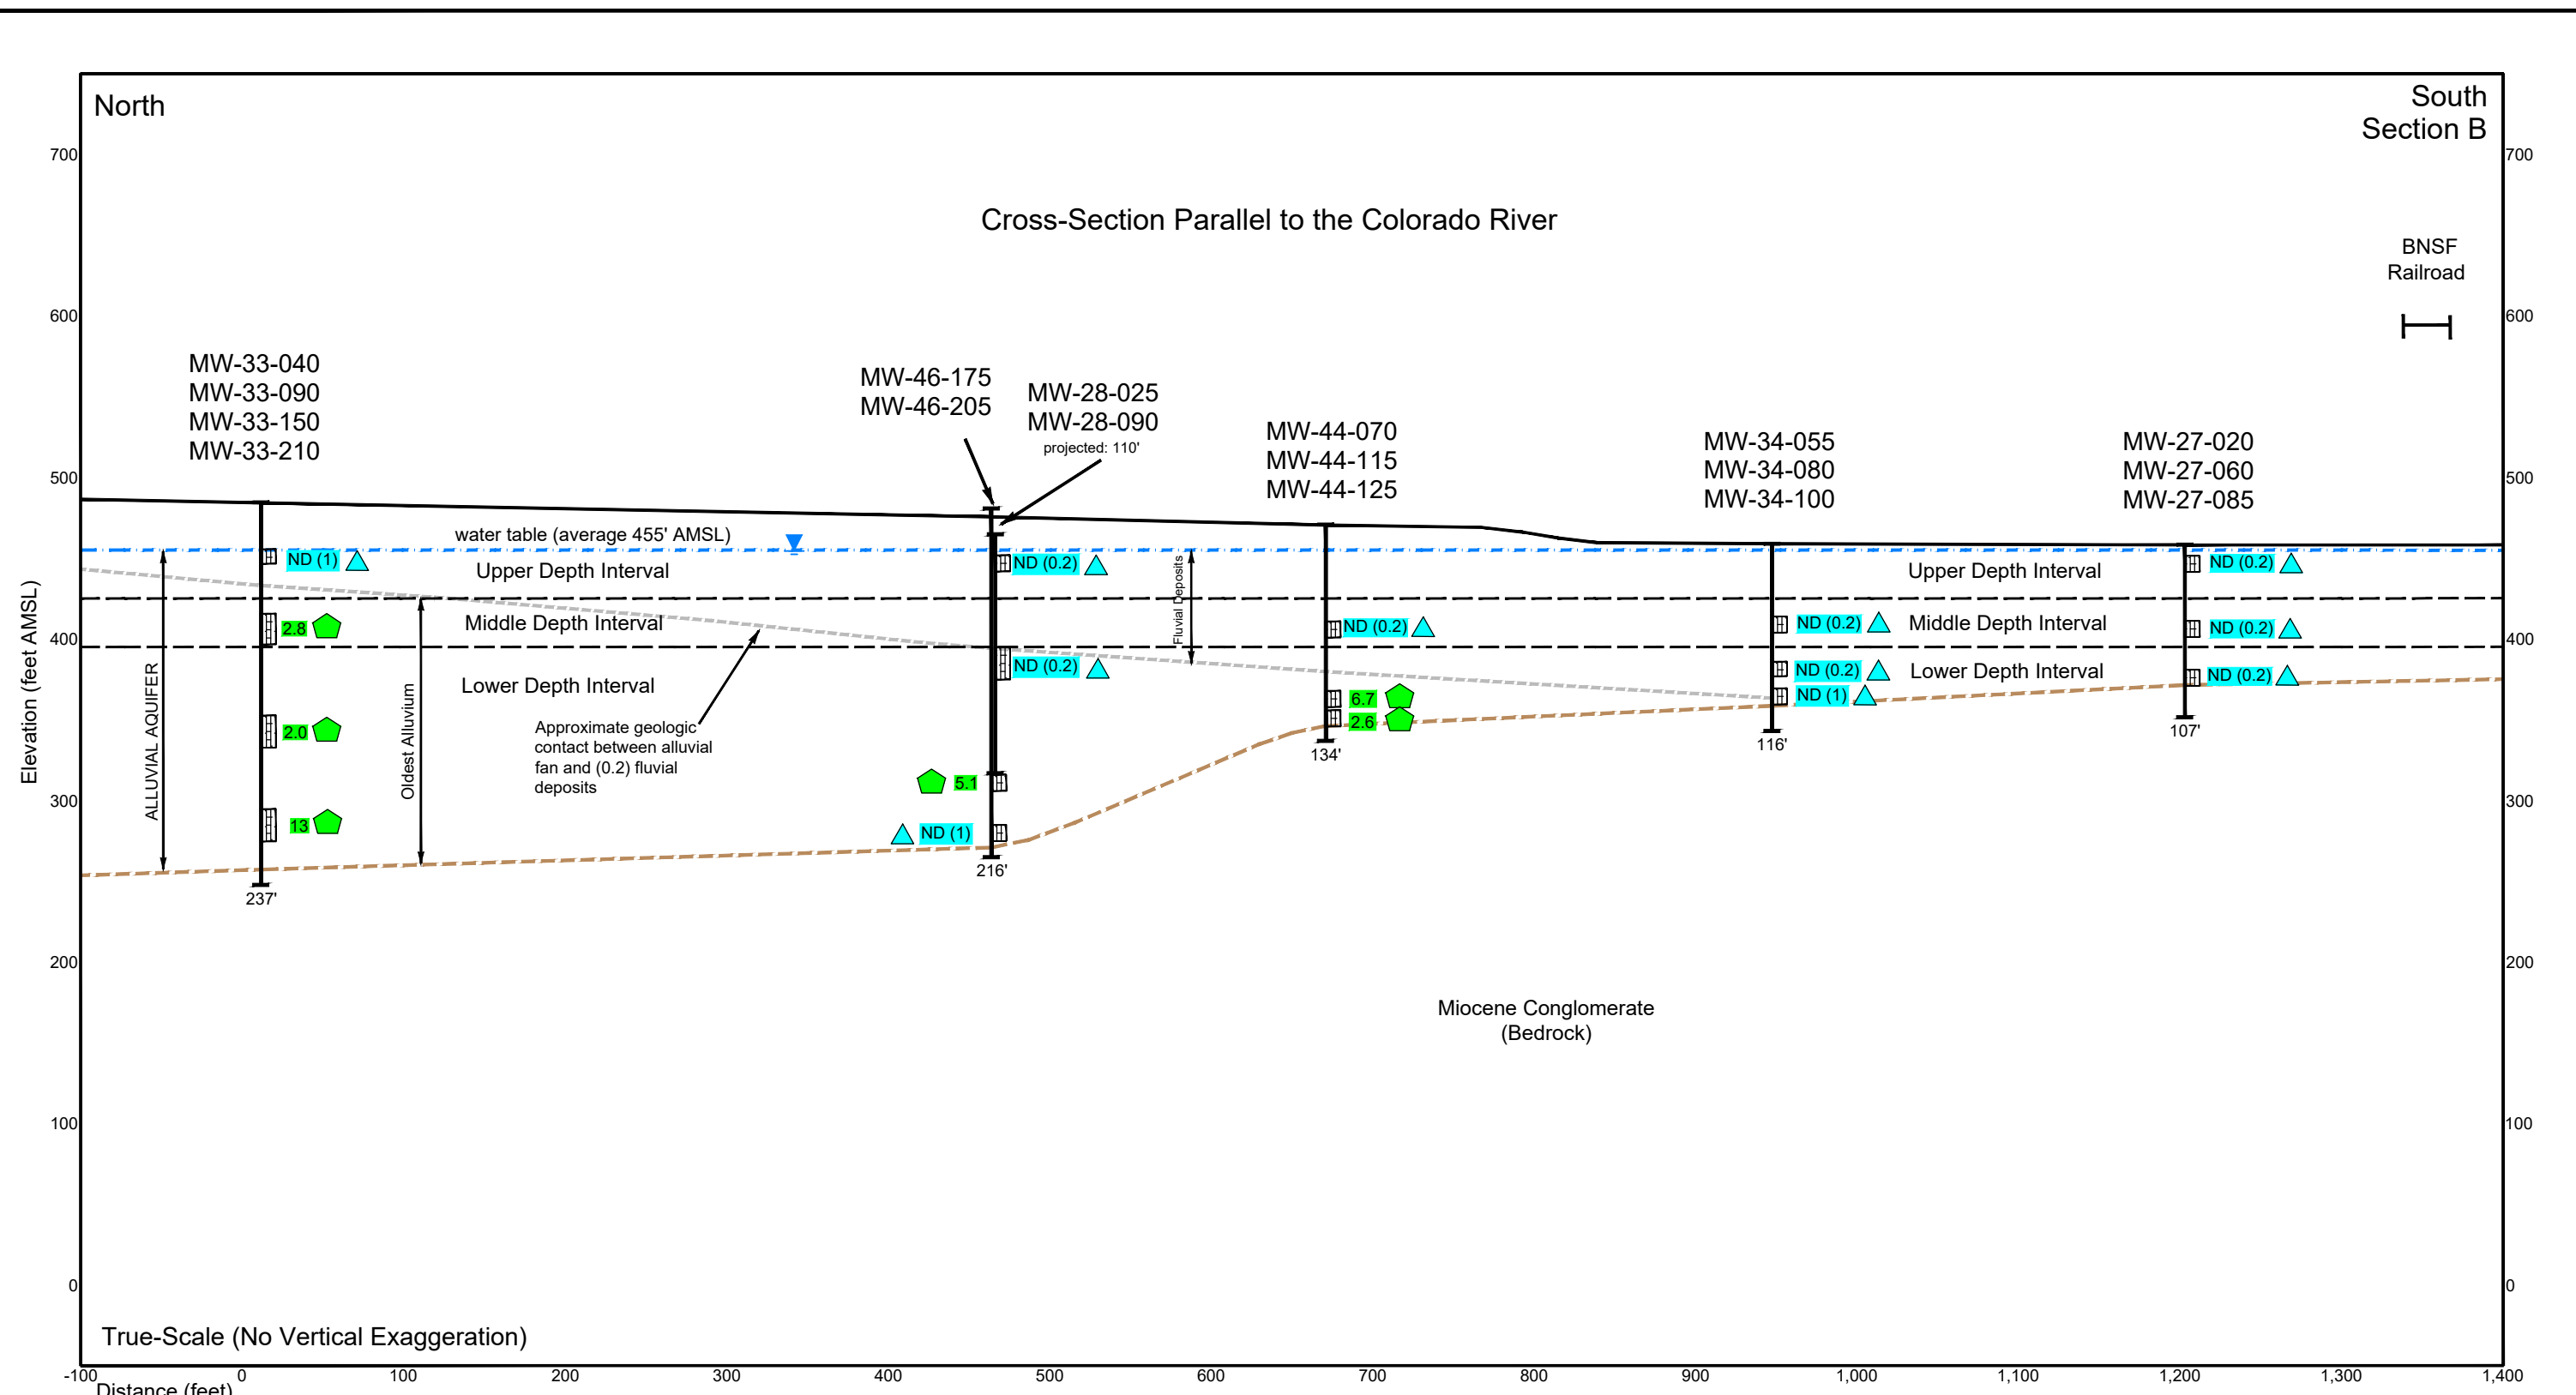 North
South
Section B
Cross-Section Parallel to the Colorado River
BNSF
Railroad
700
700
600
600
500
500
400
400
300
300
200
200
100
100
0
0
Elevation (feet AMSL)
MW-33-040
MW-33-090
MW-33-150
MW-33-210
MW-46-175
MW-46-205
MW-28-025
MW-28-090
projected: 110'
MW-44-070
MW-44-115
MW-44-125
MW-34-055
MW-34-080
MW-34-100
MW-27-020
MW-27-060
MW-27-085
water table (average 455' AMSL)
ND (1)
Upper Depth Interval
ND (0.2)
Fluvial Deposits
Upper Depth Interval
ND (0.2)
2.8
Middle Depth Interval
ND (0.2)
ND (0.2)
Middle Depth Interval
ND (0.2)
ALLUVIAL AQUIFER
Oldest Alluvium
Lower Depth Interval
ND (0.2)
ND (0.2)
Lower Depth Interval
ND (0.2)
ND (1)
6.7
2.6
2.0
Approximate geologic
contact between alluvial
fan and (0.2) fluvial
deposits
5.1
13
ND (1)
237'
216'
134'
116'
107'
Miocene Conglomerate
(Bedrock)
True-Scale (No Vertical Exaggeration)
-100
0
100
200
300
400
500
600
700
800
900
1,000
1,100
1,200
1,300
1,400
Distance (feet)